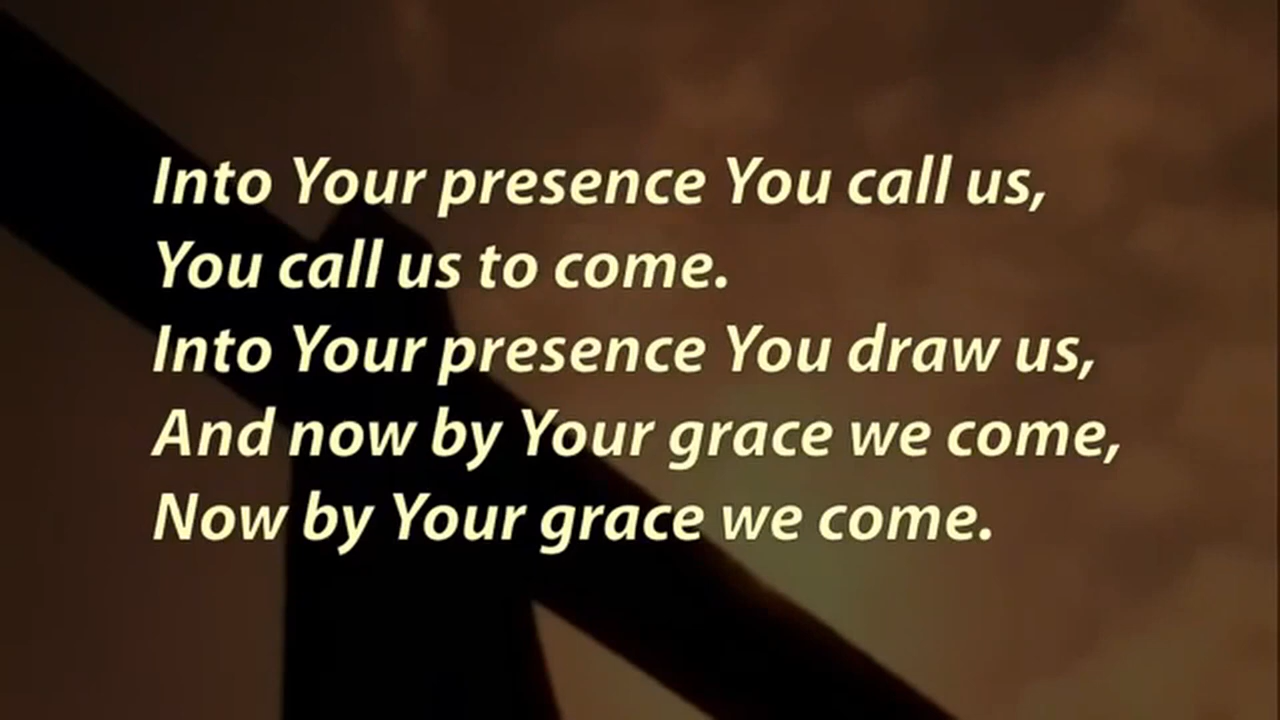 Into Your presence You call us,
You call us to come.
Into Your presence You draw us,
And now by Your grace we come,
Now by Your grace we come.